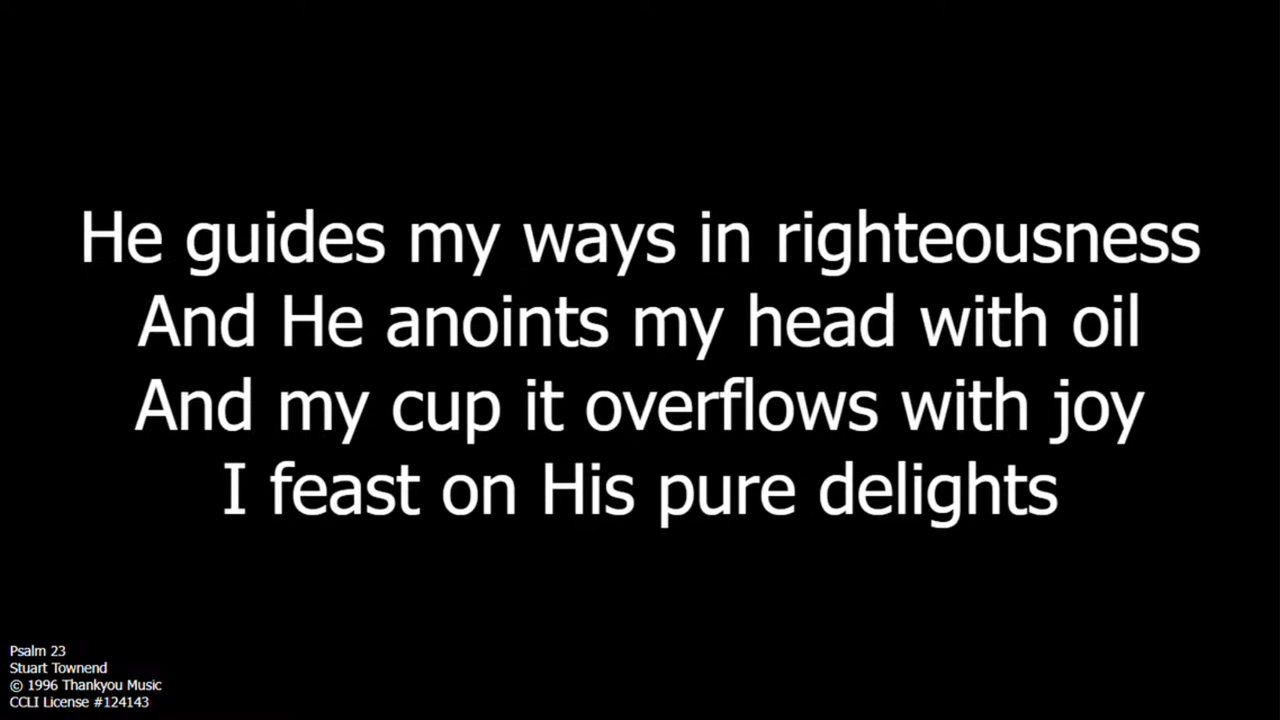 He guides my ways in righteousness
And He anoints my head with oil
And my cup it overflows with joy
I feast on His pure delights
Psalm 23
Stuart Townend
© 1996 Thankyou Music
CCLI License #124143